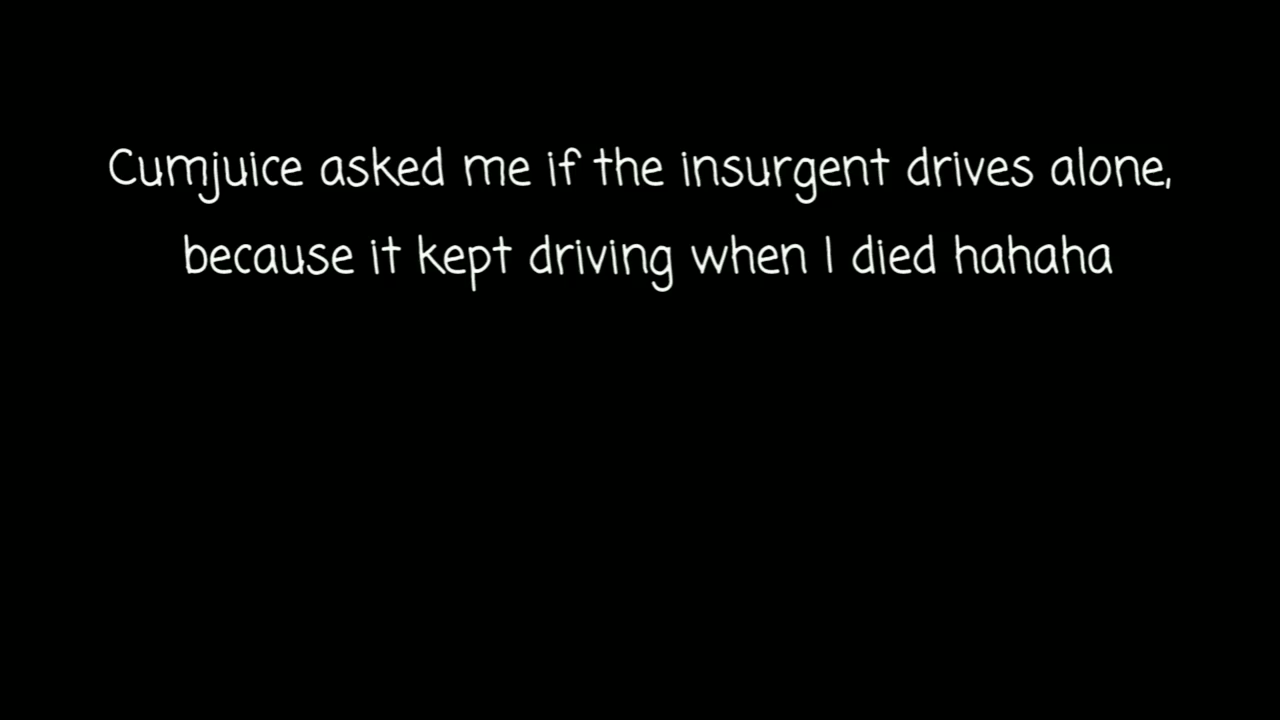 Cumjuice asked me if the insurgent drives alone,
because it kept driving when I died hahaha